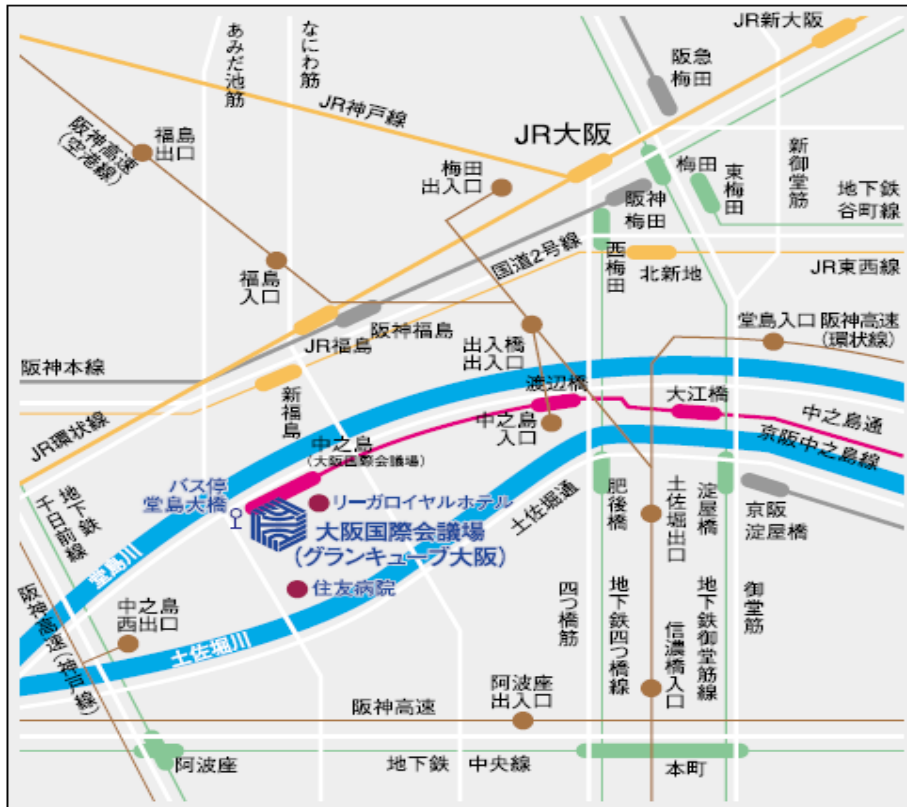 JR新大阪
あみだ池筋
なにわ筋
阪急
梅田
JR神戸線
JR大阪
阪神高速
(空港線)
福島
出口
梅田
出入口
梅田
東梅田
新御堂筋
地下鉄
谷町線
阪神
梅田
国道2号線
西梅田
北新地
JR東西線
福島
入口
阪神福島
JR福島
出入橋
出入口
堂島入口
阪神高速
(環状線)
阪神本線
新福島
渡辺橋
大江橋
中之島
入口
中之島通
京阪中之島線
JR環状線
中之島
(大阪国際会議場)
地下鉄
千日前線
バス停
堂島大橋
リーガロイヤルホテル
土佐堀通
肥後橋
土佐堀出口
淀屋橋
京阪
淀屋橋
大阪国際会議場
(グランキューブ大阪)
堂島川
住友病院
阪神高速(神戸線)
中之島
西出口
土佐堀川
四つ橋筋
地下鉄四つ橋線
信濃橋入口
地下鉄御堂筋線
御堂筋
阪神高速
阿波座
出入口
阿波座
地下鉄
中央線
本町